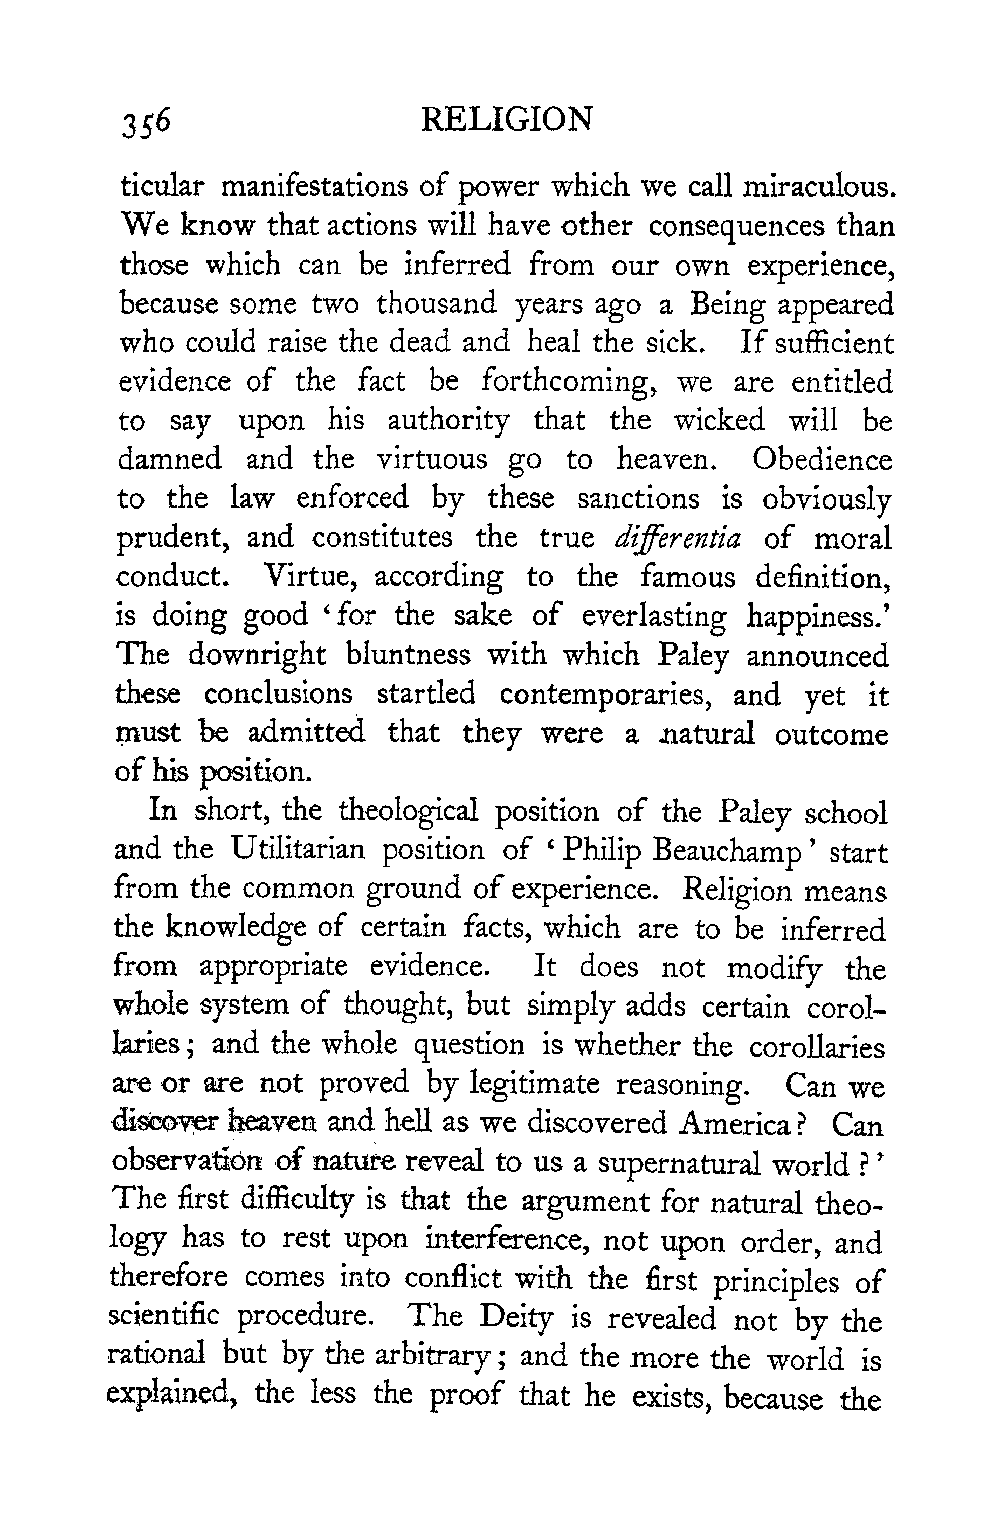 356 RELIGION
ticular manifestations of power which we call miraculous.
We know that actions will have other consequences than
those which can be inferred from our own experience,
because some two thousand years ago a Being appeared
who could raise the dead and heal the sick. If sufficient
evidence of the fact be forthcoming, we are entitled
to say upon his authority that the wicked will be
damned and the virtuous go to heaven. Obedience
to the law enforced by these sanctions is obviously
prudent, and constitutes the true differentia of moral
conduct. Virtue, according to the famous definition,
is doing good ‘for the sake of everlasting happiness.’
The downright bluntness with which Paley announced
these conclusions startled contemporaries, and yet it
must be admitted that they were a natural outcome
of his position.
In short, the theological position of the Paley school
and the Utilitarian position of ‘Philip Beauchamp’ start
from the common ground of experience. Religion means
the knowledge of certain facts, which are to be inferred
from appropriate evidence. It does not modify the
whole system of thought, but simply adds certain corol-
laries; and the whole question is whether the corollaries
are or are not proved by legitimate reasoning. Can we
discover heaven and hell as we discovered America? Can
observation of nature reveal to us a supernatural world?’
The first difficulty is that the argument for natural theo-
logy has to rest upon interference, not upon order, and
therefore comes into conflict with the first principles of
scientific procedure. The Deity is revealed not by the
rational but by the arbitrary; and the more the world is
explained, the less the proof that he exists, because the